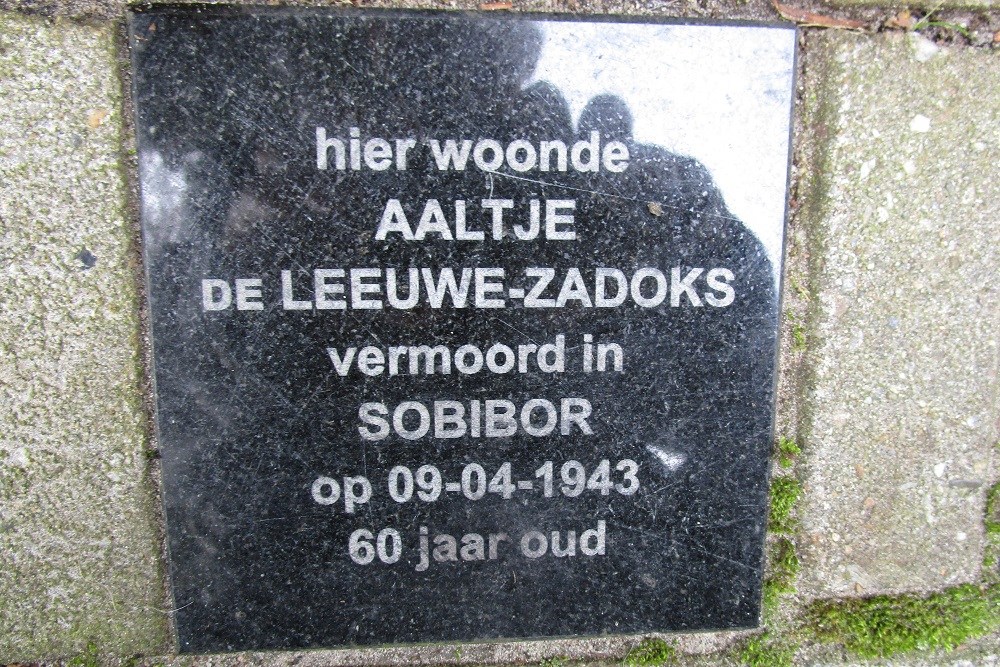 hier woonde
AALTJE
DE LEEUWE-ZADOKS
vermoord in
SOBIBOR
op 09-04-1943
60 jaar oud